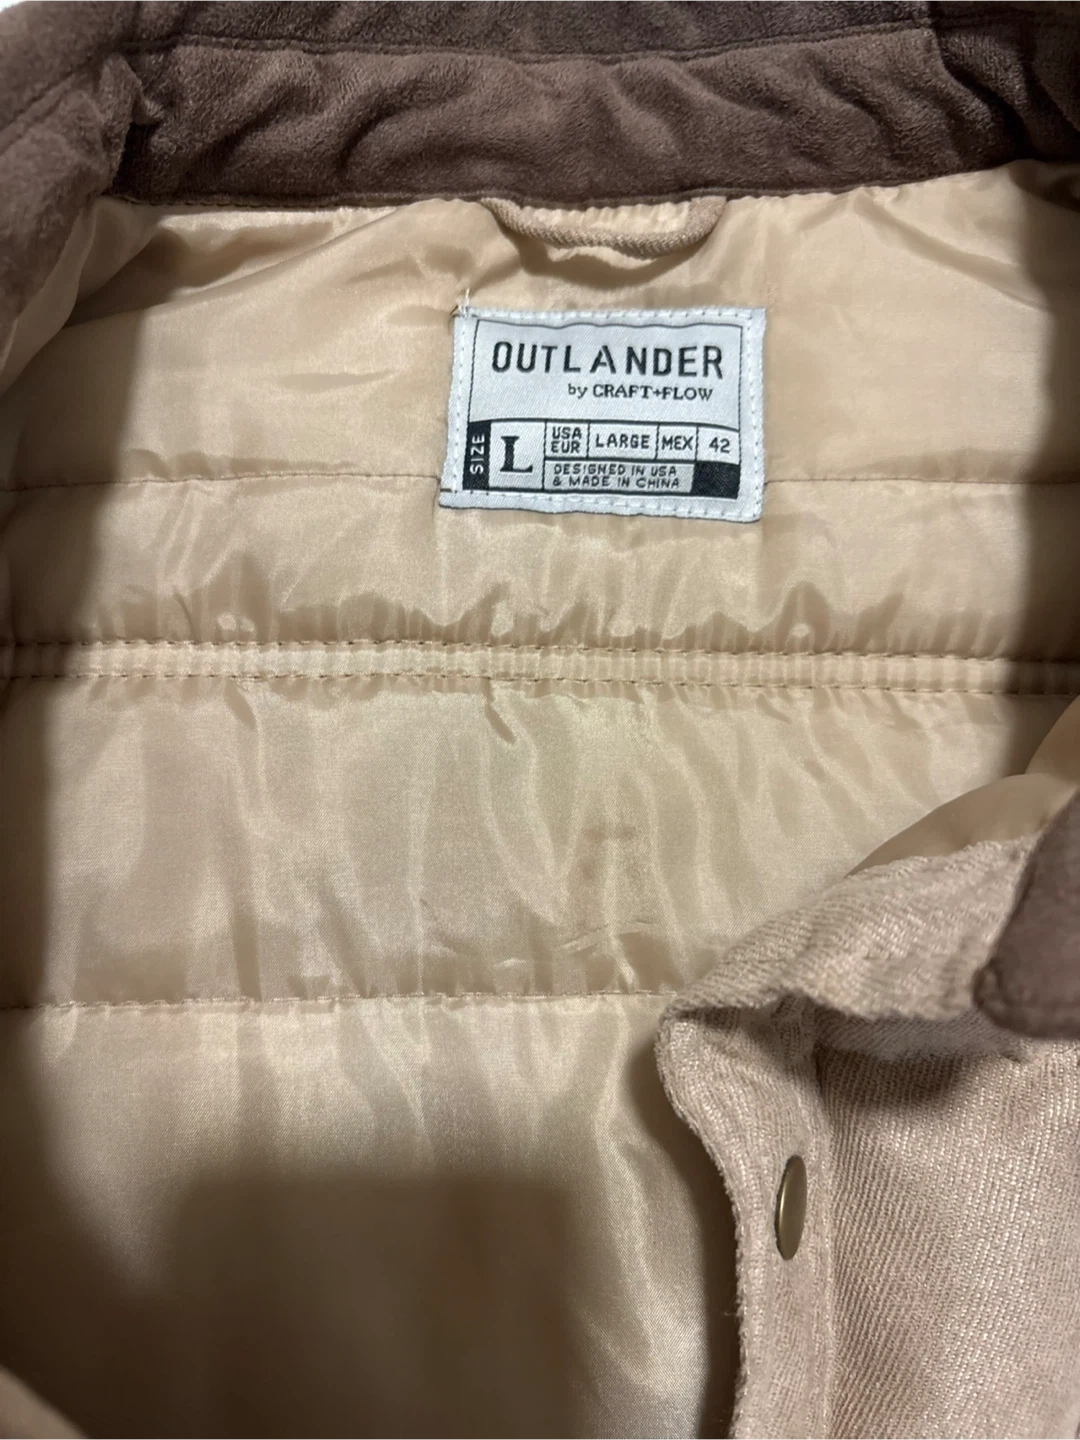 OUTLANDER
by CRAFT+FLOW
SIZE
L
USA
EUR
LARGE
MEX
42
DESIGNED IN USA
& MADE IN CHINA